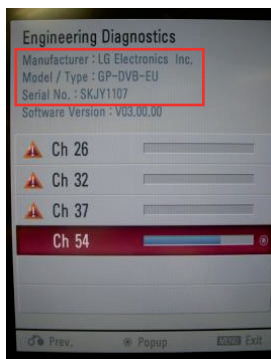 Engineering Diagnostics
Manufacturer : LG Electronics Inc,
Model / Type : GP-DVB-EU
Serial No. : SKJY1107
Software Version : V03.00.00
Ch 26
Ch 32
Ch 37
Ch 54
Prev.
Popup
MENU Exit